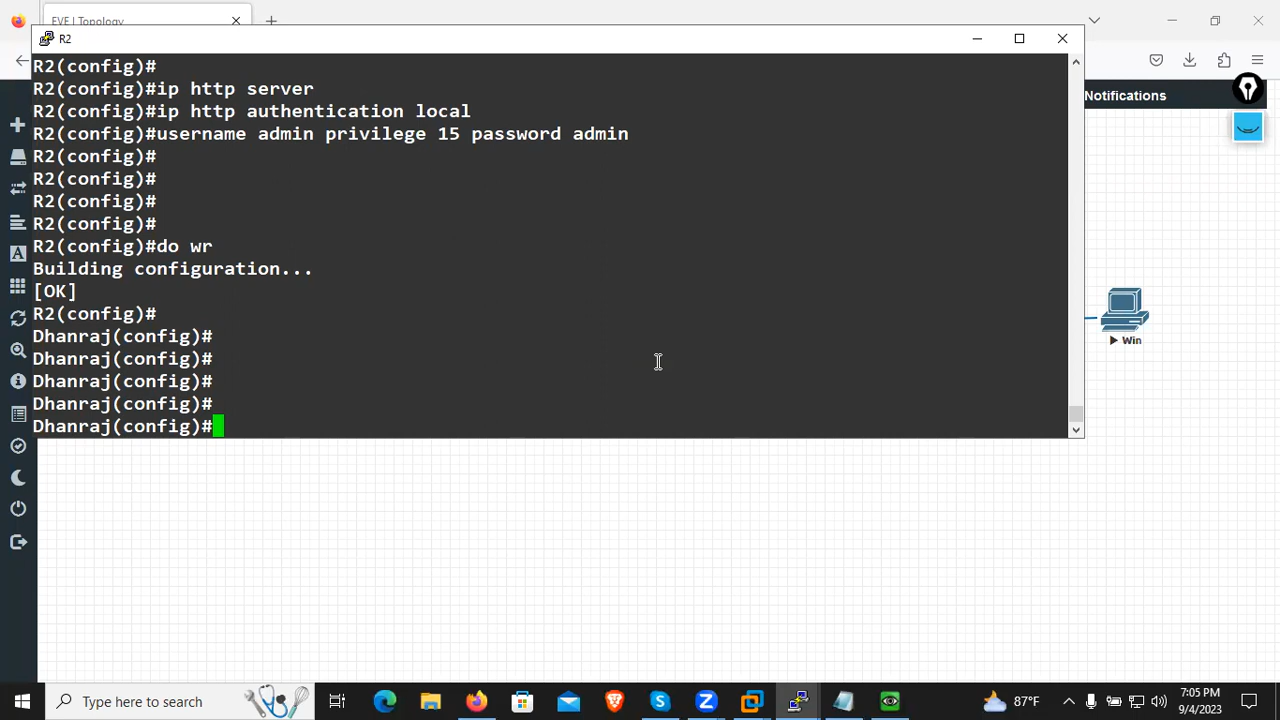 EVE | Topology
R2
R2(config)#
R2(config)#ip http server
R2(config)#ip http authentication local
R2(config)#username admin privilege 15 password admin
R2(config)#
R2(config)#
R2(config)#
R2(config)#
R2(config)#do wr
Building configuration...
[OK]
R2(config)#
Dhanraj(config)#
Dhanraj(config)#
Dhanraj(config)#
Dhanraj(config)#
Dhanraj(config)#
Notifications
Win
Type here to search
87°F
7:05 PM
9/4/2023